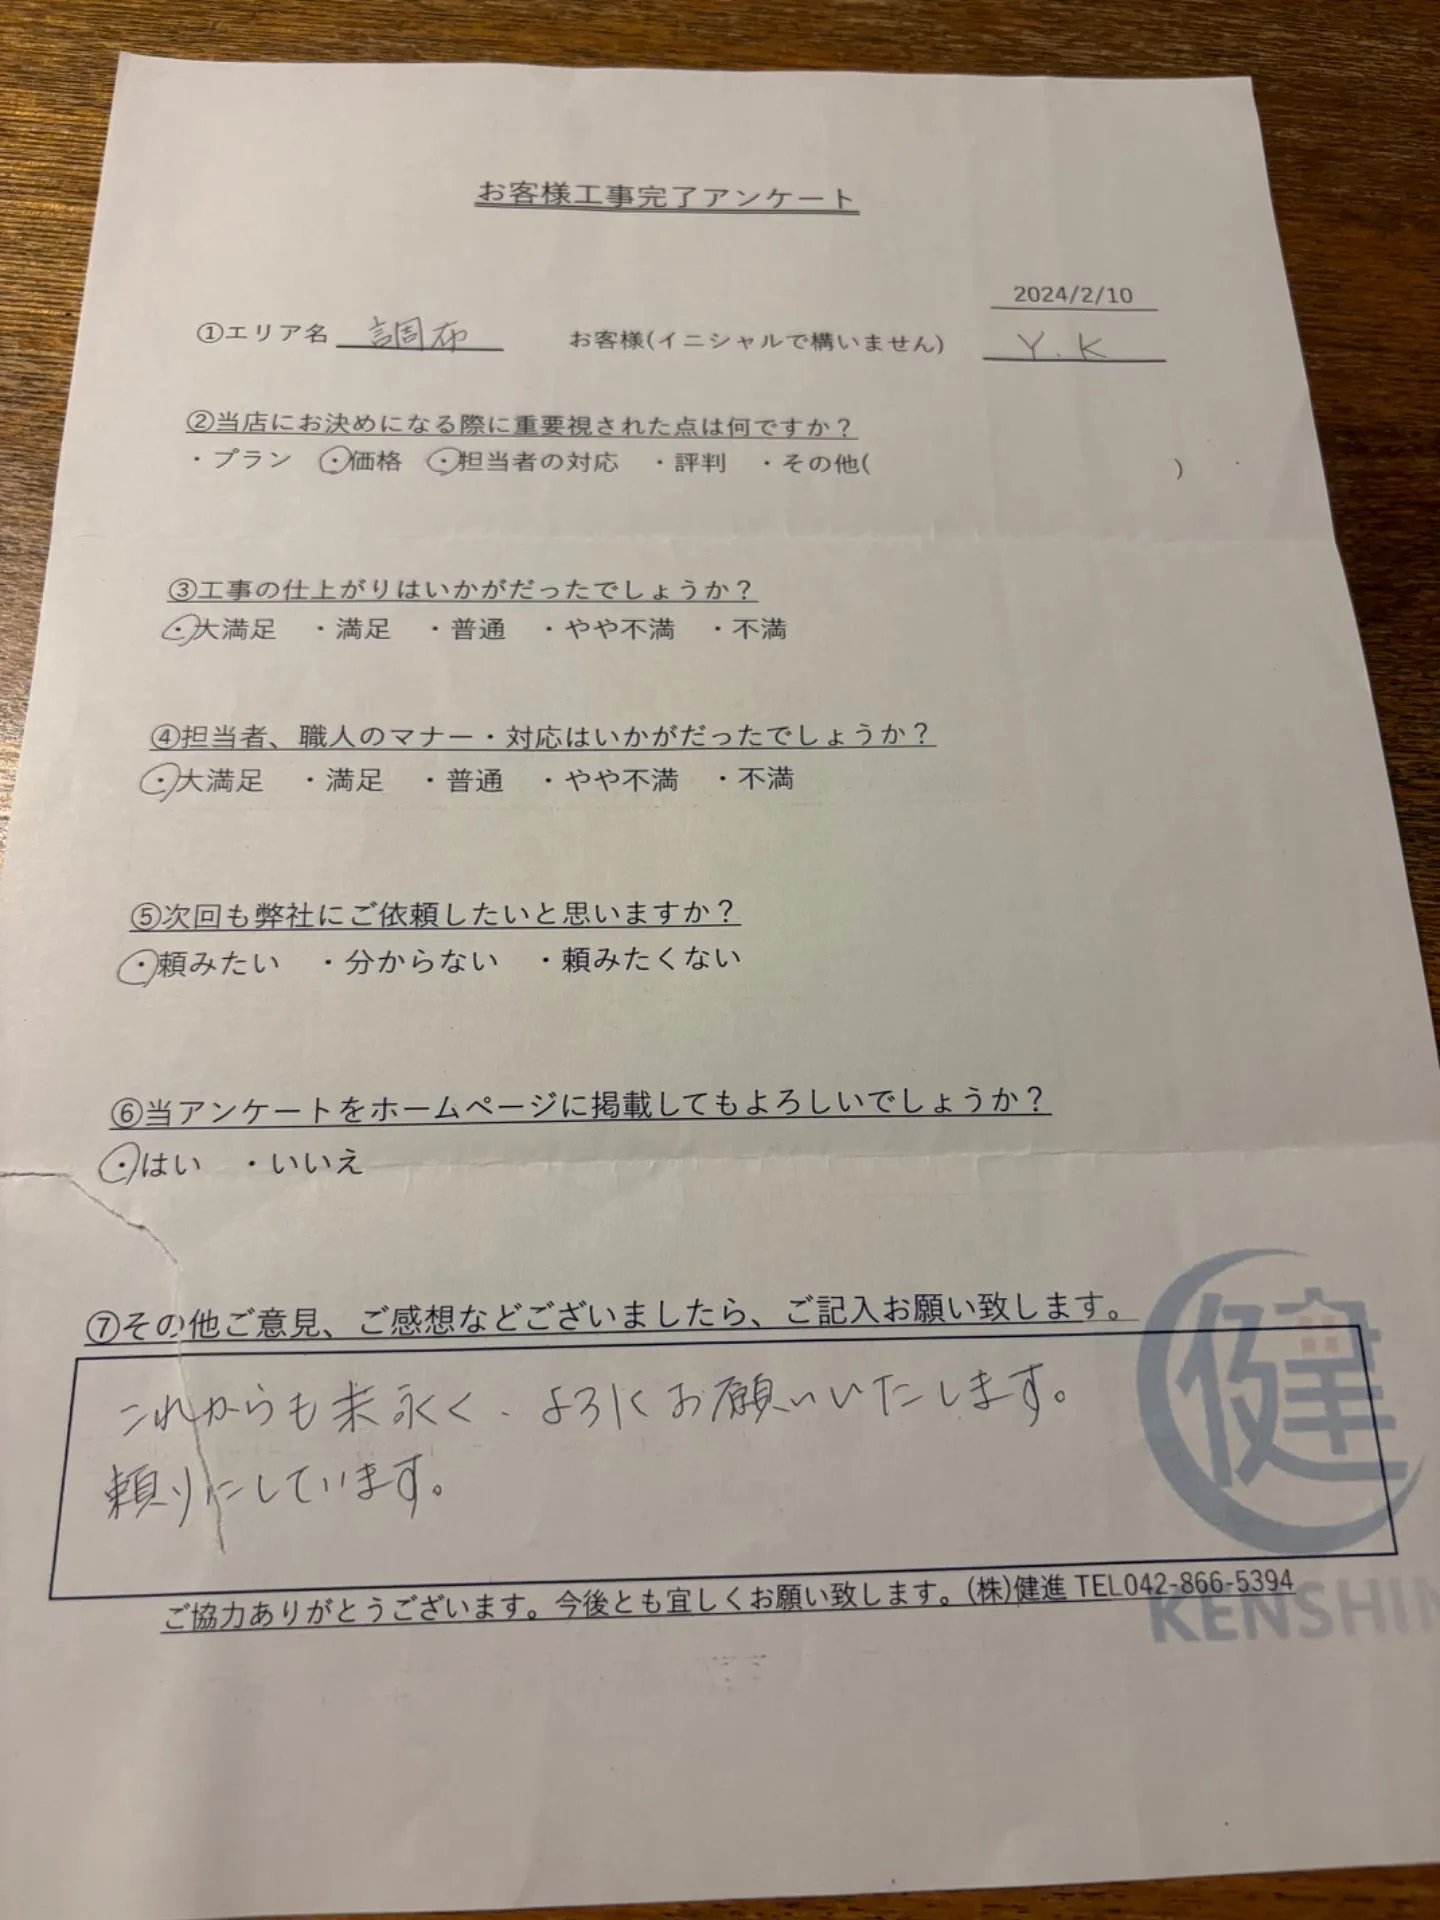 お客様工事完了アンケート
2024/2/10
①エリア名 調布 お客様(イニシャルで構いません) Y.K
②当店にお決めになる際に重要視された点は何ですか?
・プラン ・価格 ・担当者の対応 ・評判 ・その他( )
③工事の仕上がりはいかがだったでしょうか?
・大満足 ・満足 ・普通 ・やや不満 ・不満
④担当者、職人のマナー・対応はいかがだったでしょうか?
・大満足 ・満足 ・普通 ・やや不満 ・不満
⑤次回も弊社にご依頼したいと思いますか?
・頼みたい ・分からない ・頼みたくない
⑥当アンケートをホームページに掲載してもよろしいでしょうか?
・はい ・いいえ
⑦その他ご意見、ご感想などございましたら、ご記入お願い致します。
これからも末永く、よろしくお願いいたします。
頼りにしています。
健
ご協力ありがとうございます。今後とも宜しくお願い致します。(株)健進 TEL042-866-5394
KENSHIN